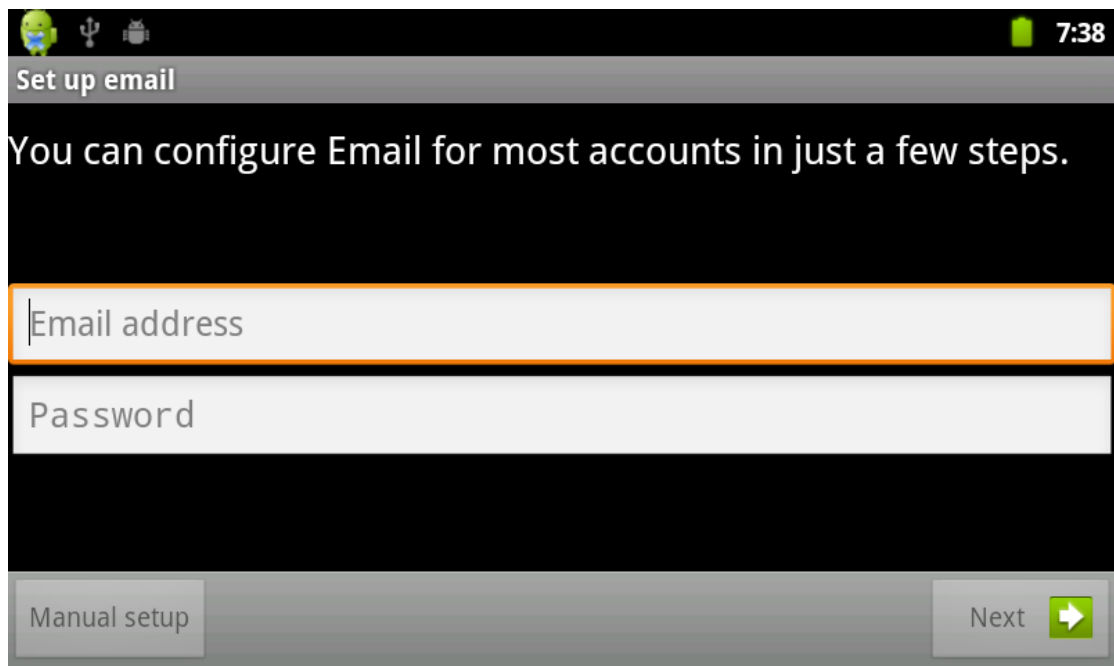 7:38
Set up email
You can configure Email for most accounts in just a few steps.
Email address
Password
Manual setup
Next